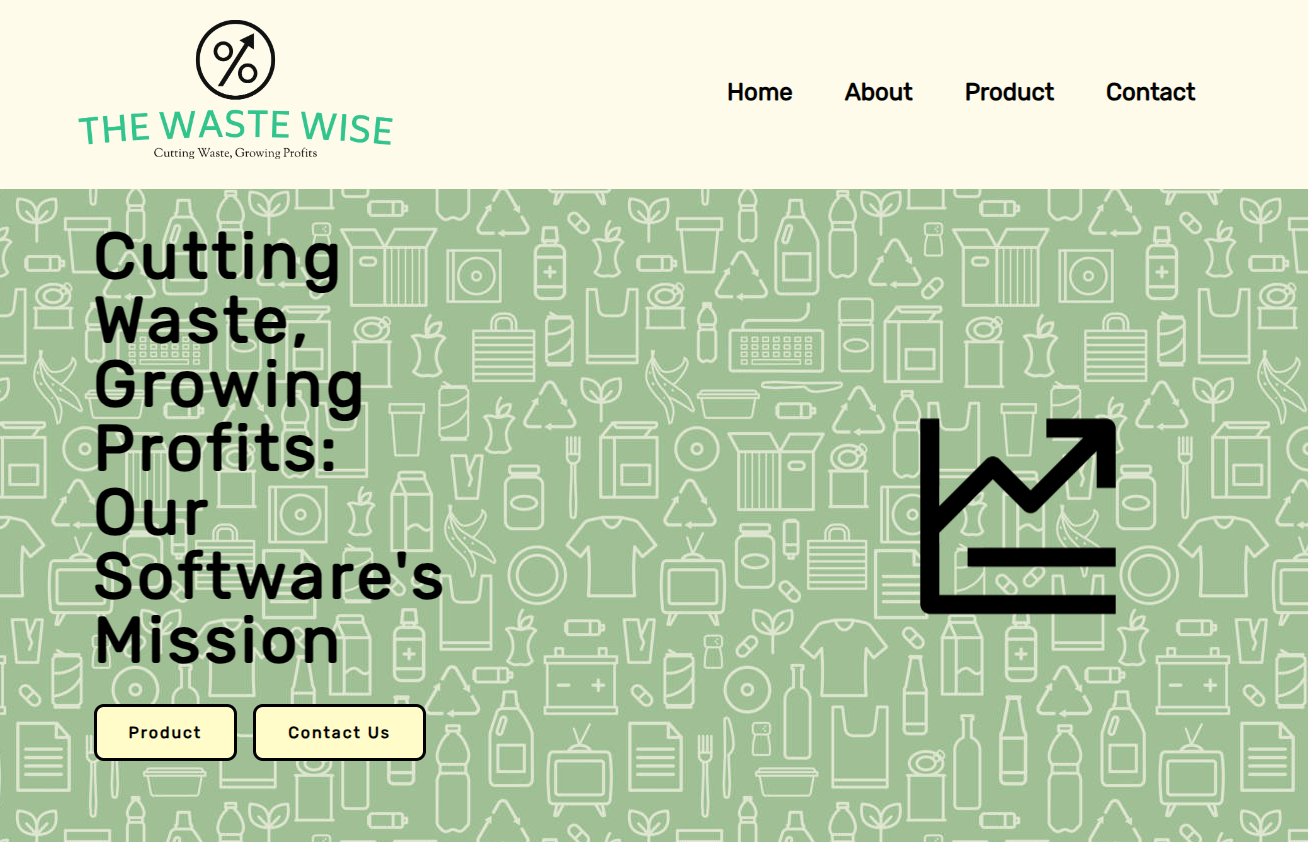 THE WASTE WISE
Cutting Waste, Growing Profits
Home About Product Contact
Cutting
Waste,
Growing
Profits:
Our
Software's
Mission
Product Contact Us